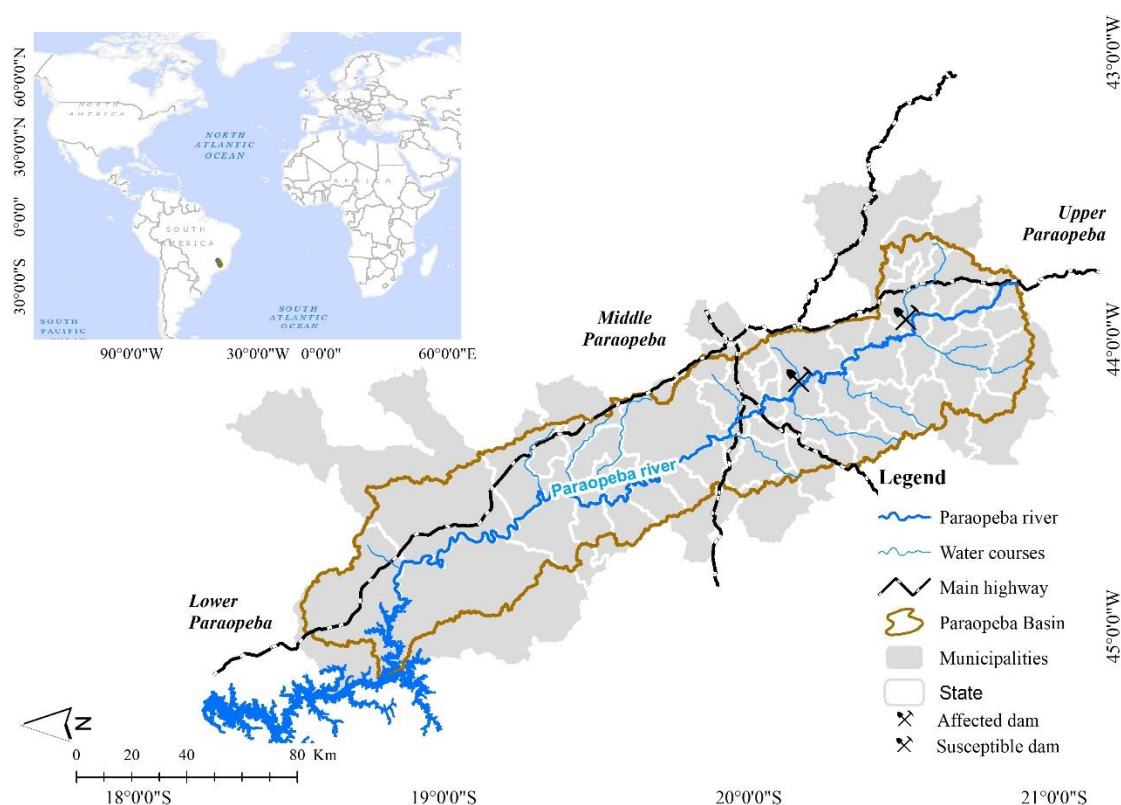 60°0'0"N
30°0'0"N
0°0'0"
30°0'0"S
NORTH
AMERICA
NORTH
ATLANTIC
OCEAN
AFRICA
SOUTH
AMERICA
SOUTH
ATLANTIC
OCEAN
SOUTH
PACIFIC
90°0'0"W
30°0'0"W
0°0'0"
60°0'0"E
43°0'0"W
44°0'0"W
45°0'0"W
Upper
Paraopeba
Middle
Paraopeba
Lower
Paraopeba
Paraopeba river
Legend
Paraopeba river
Water courses
Main highway
Paraopeba Basin
Municipalities
State
Affected dam
Susceptible dam
N
0 20 40 60 80 Km
18°0'0"S
19°0'0"S
20°0'0"S
21°0'0"S